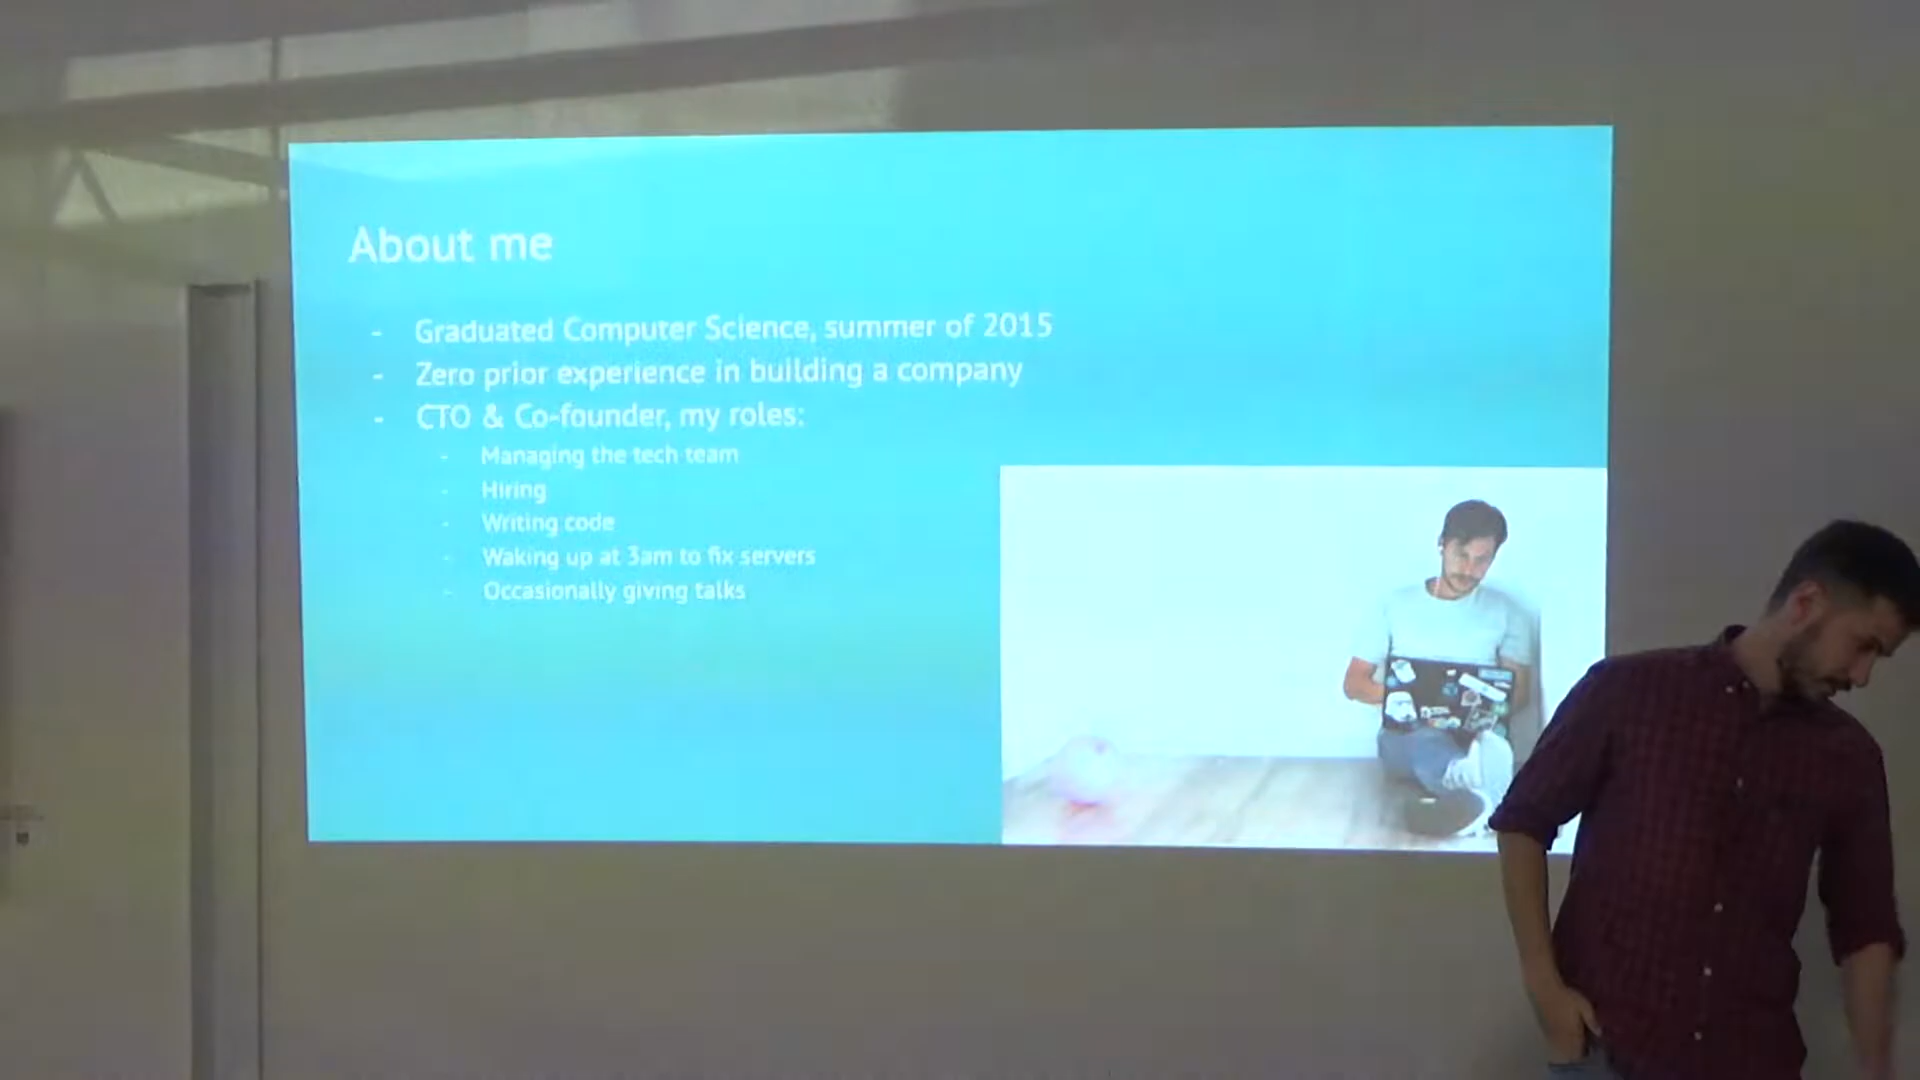 About me
- Graduated Computer Science, summer of 2015
- Zero prior experience in building a company
- CTO & Co-founder, my roles:
- Managing the tech team
- Hiring
- Writing code
- Waking up at 3am to fix servers
- Occasionally giving talks